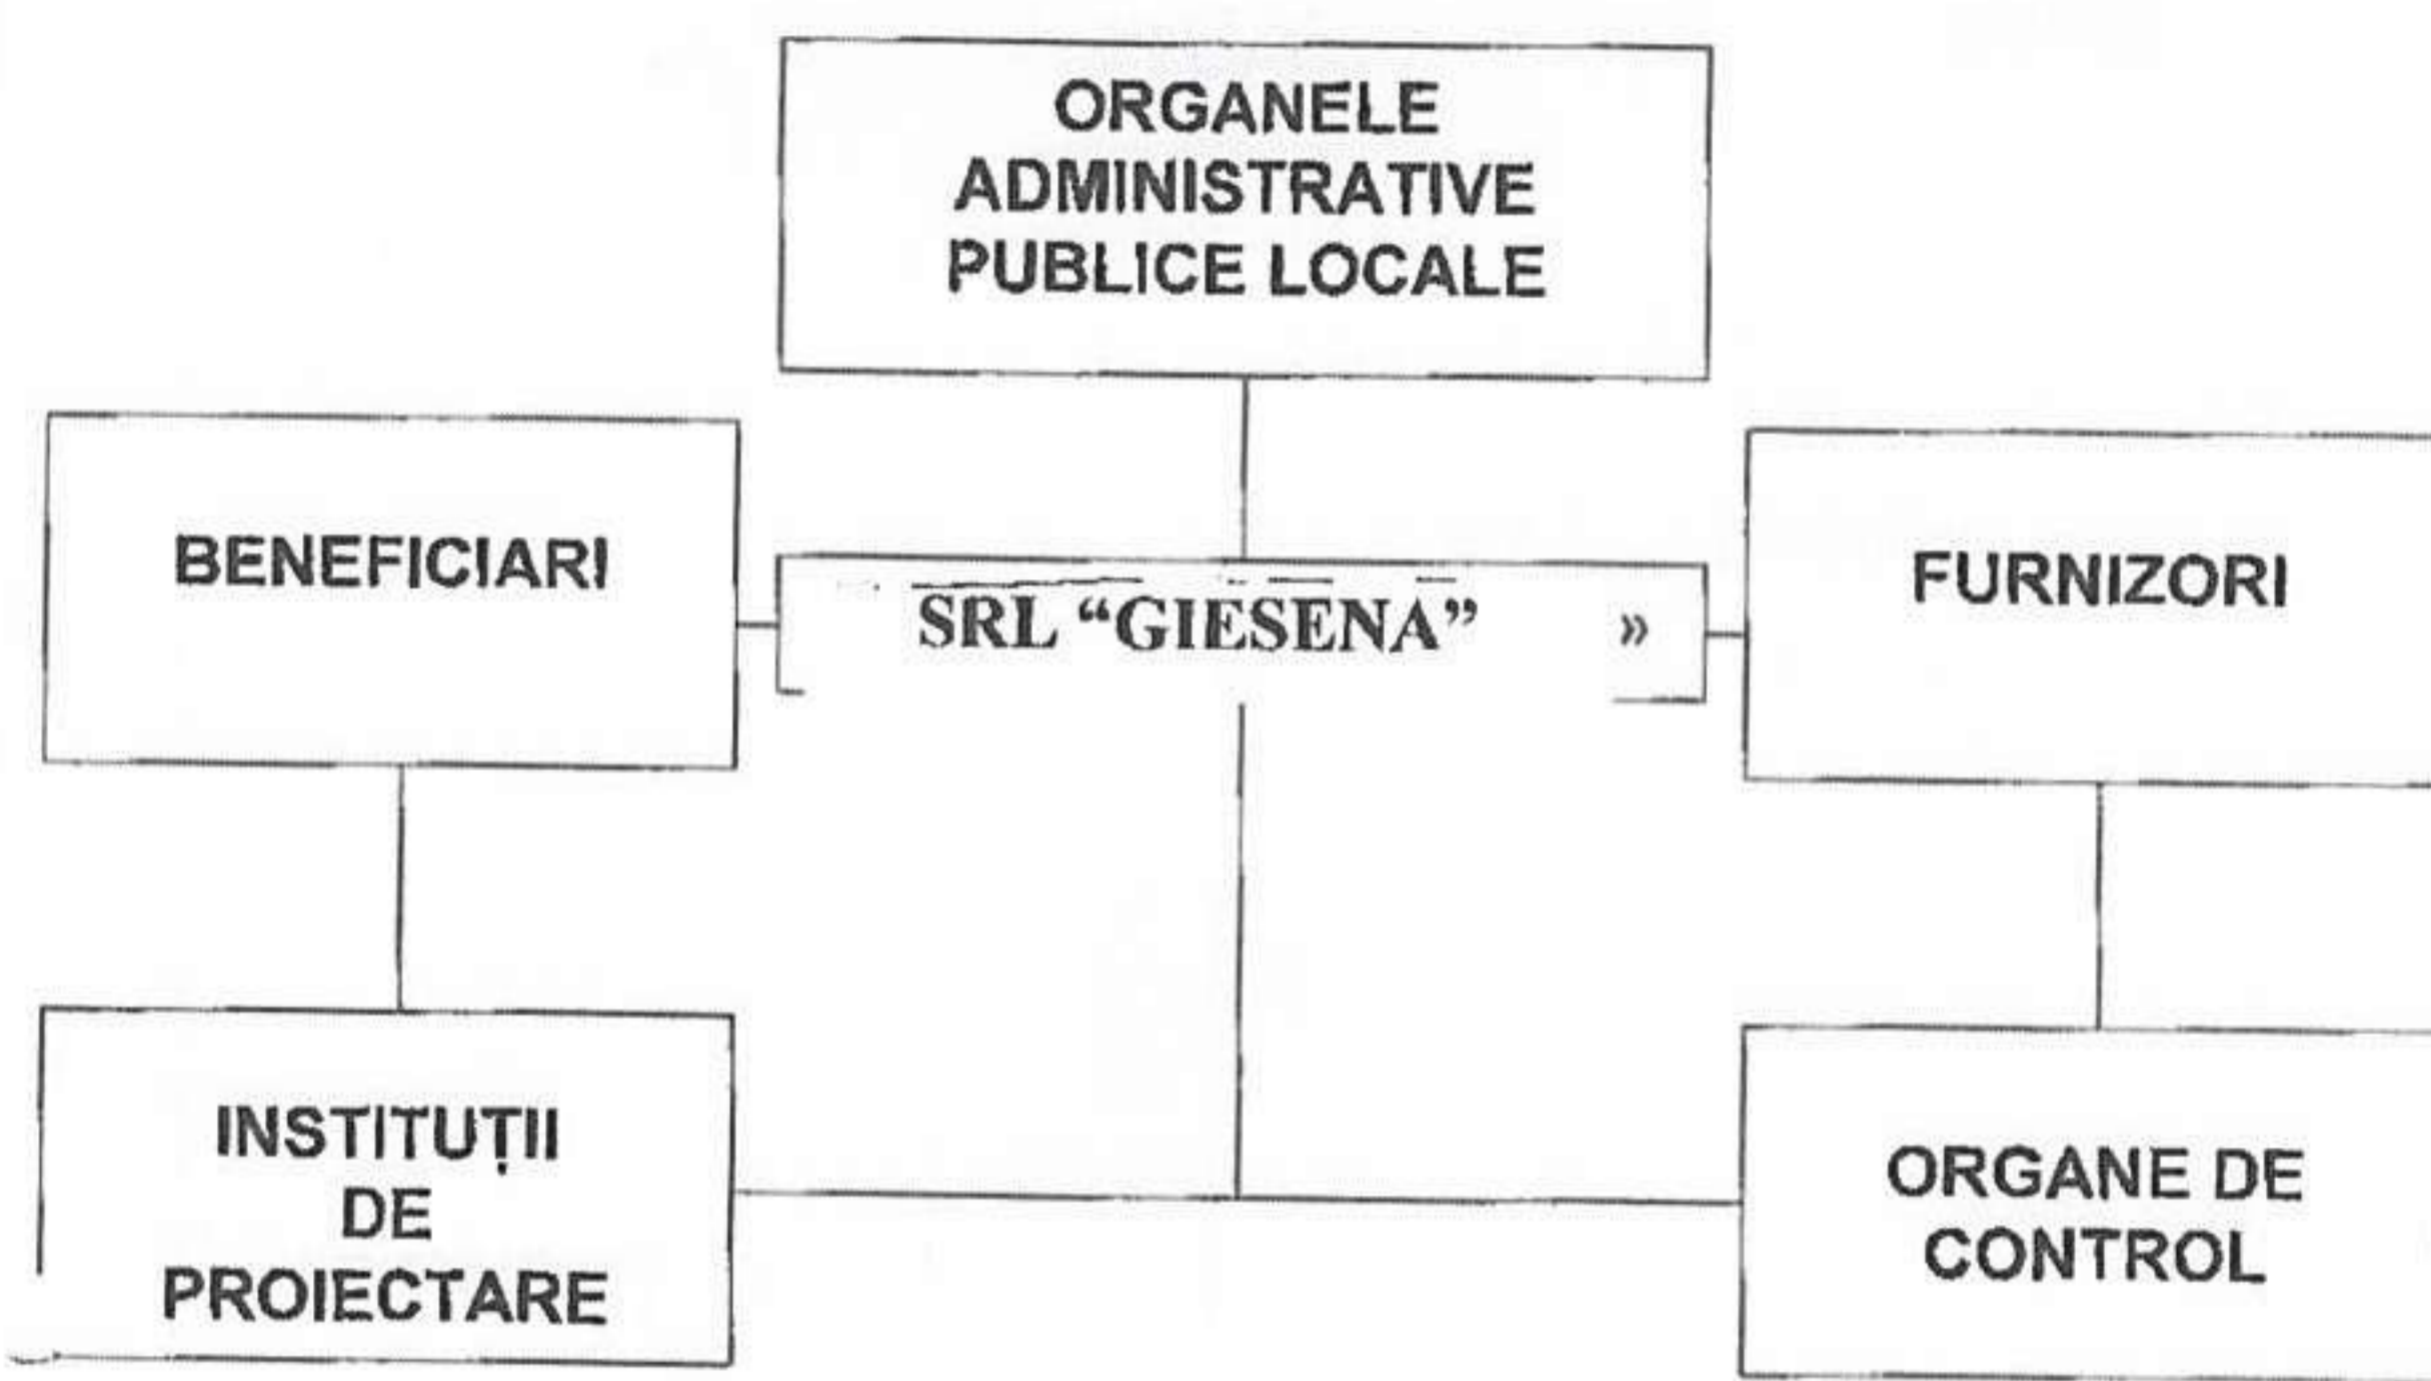 ORGANELE
ADMINISTRATIVE
PUBLICE LOCALE
BENEFICIARI
SRL “GIESENA” »
FURNIZORI
INSTITUȚII
DE
PROIECTARE
ORGANE DE
CONTROL